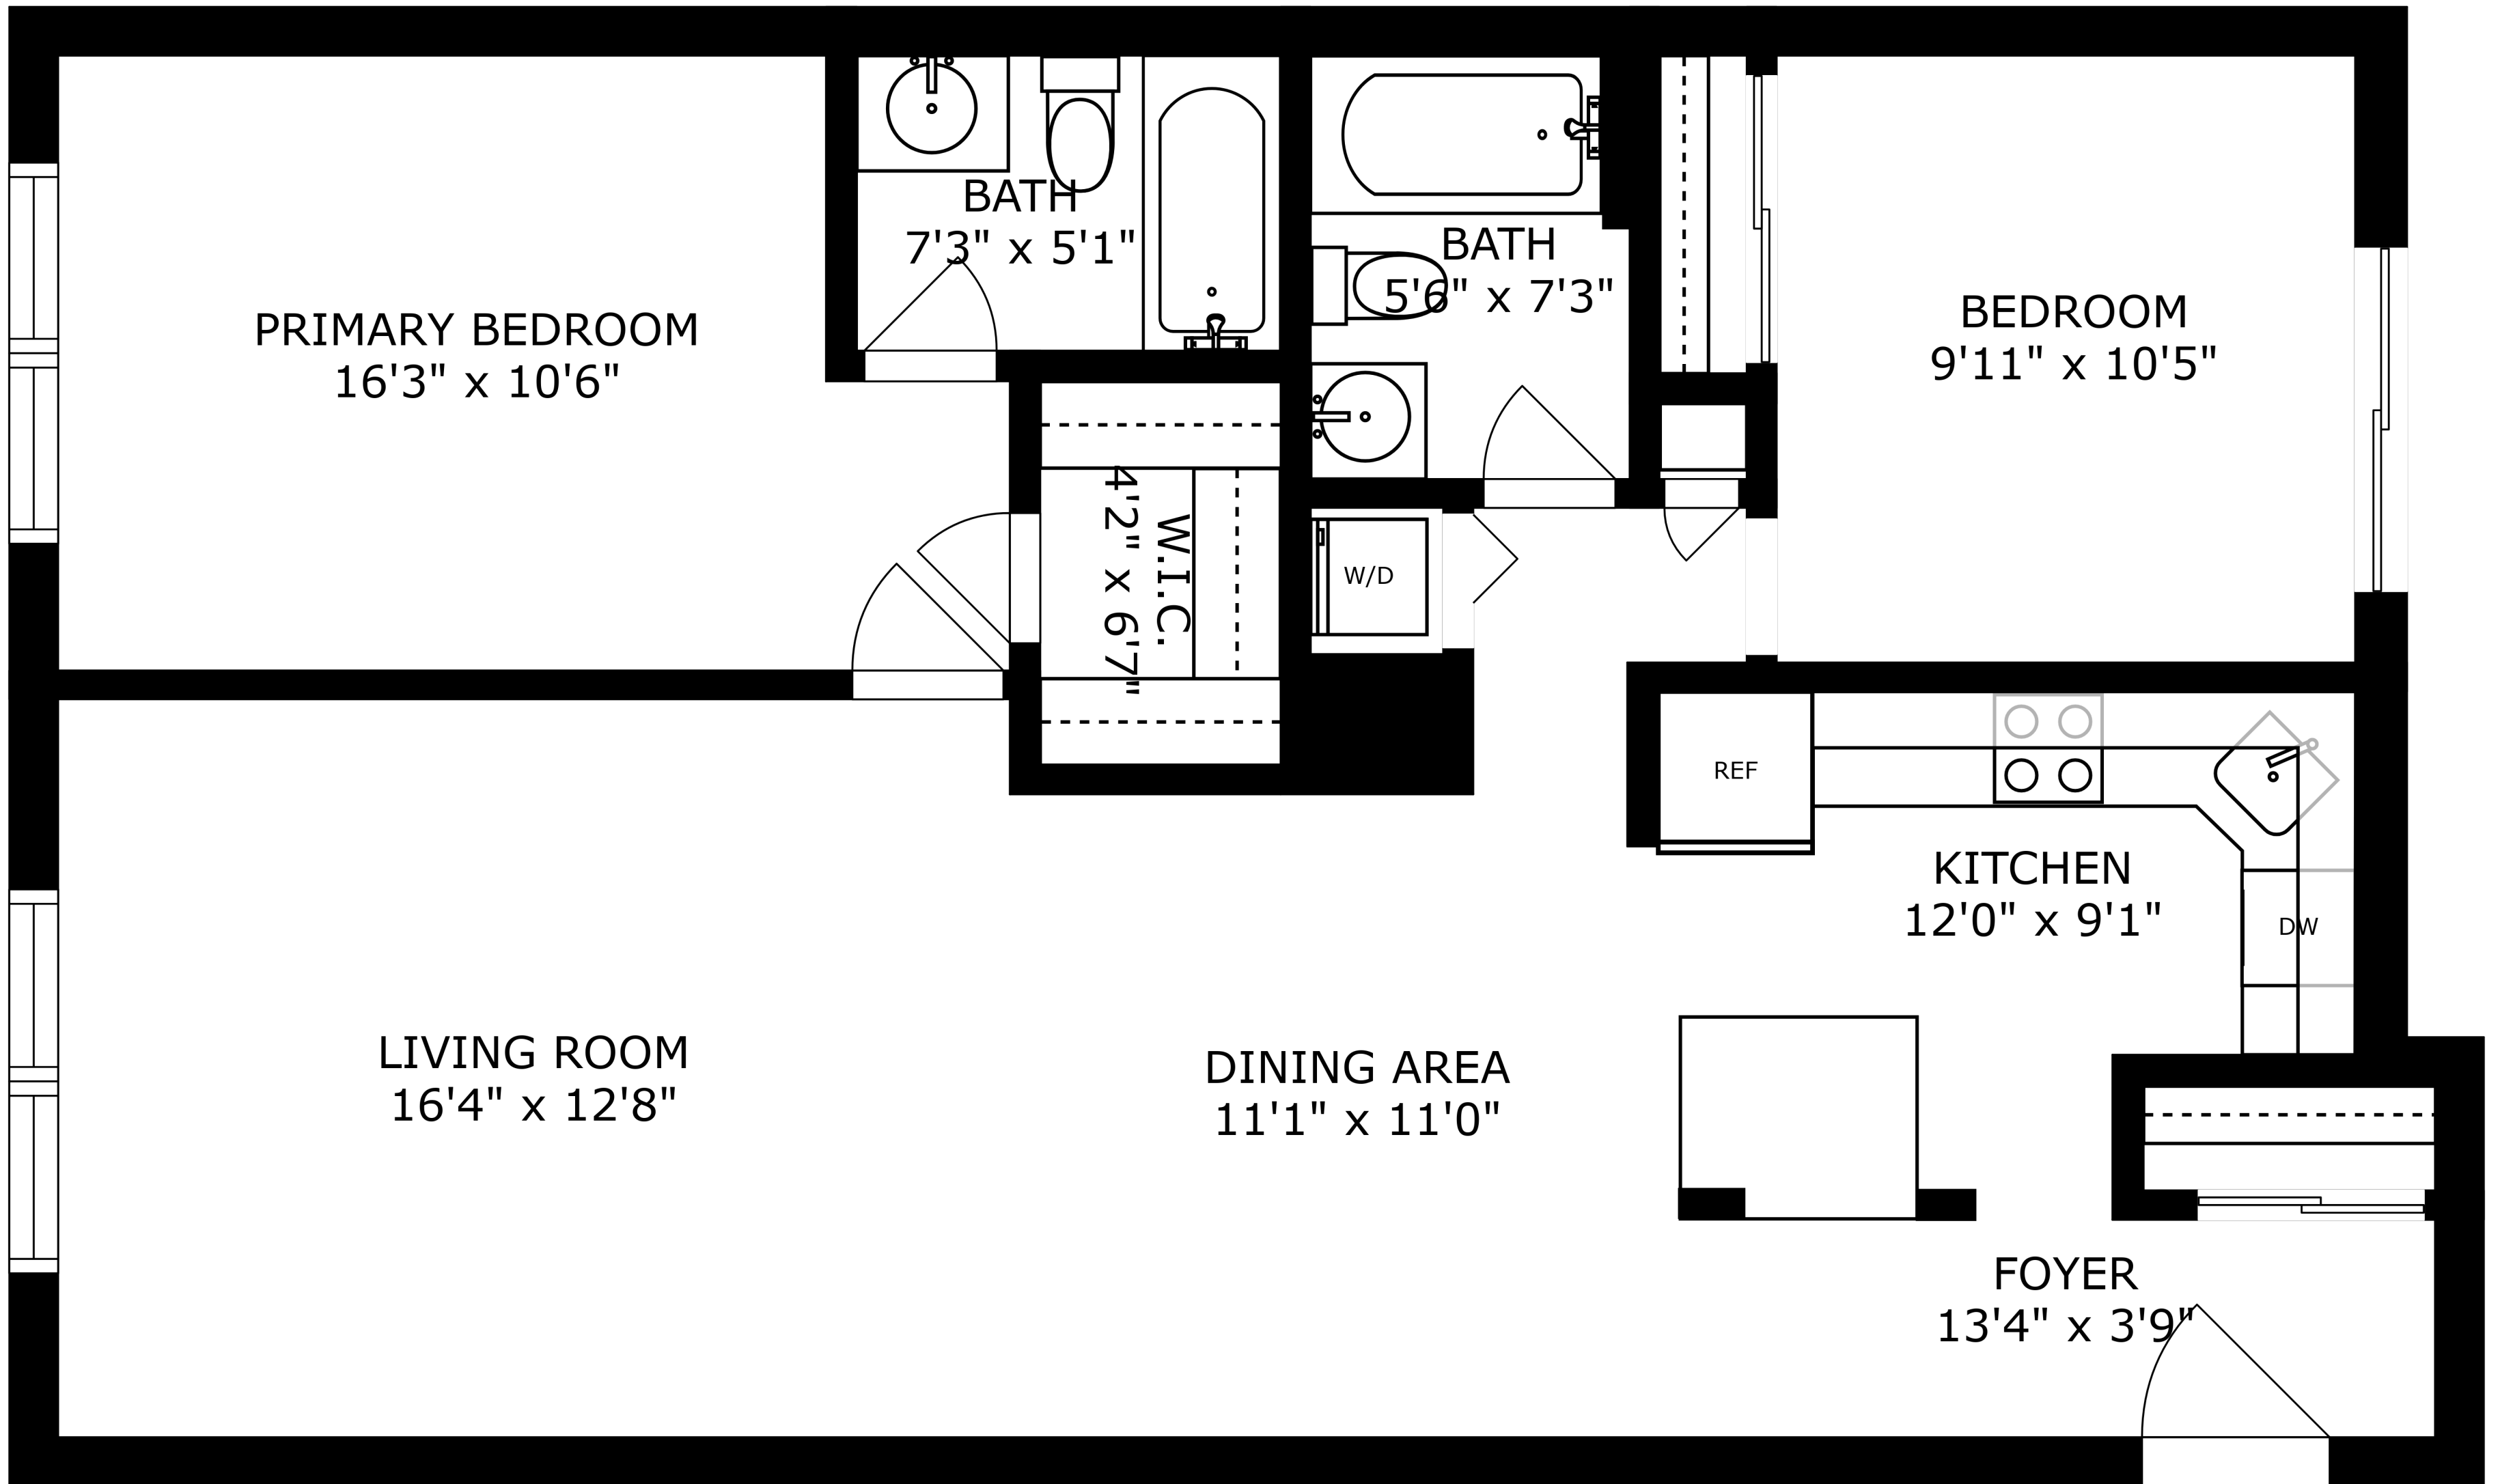 BATH
7'3" x 5'1"
BATH
5'6" x 7'3"
PRIMARY BEDROOM
16'3" x 10'6"
BEDROOM
9'11" x 10'5"
W.I.C.
4'2" x 6'7"
W/D
REF
KITCHEN
12'0" x 9'1"
DW
LIVING ROOM
16'4" x 12'8"
DINING AREA
11'1" x 11'0"
FOYER
13'4" x 3'9"